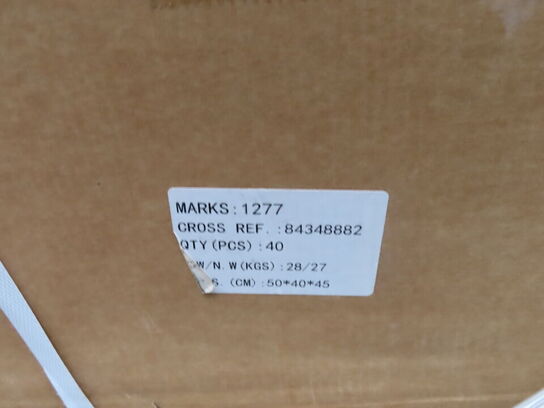 MARKS:1277
CROSS REF.:84348882
QTY(PCS):40
W/N.W(KGS):28/27
S.(CM):50*40*45